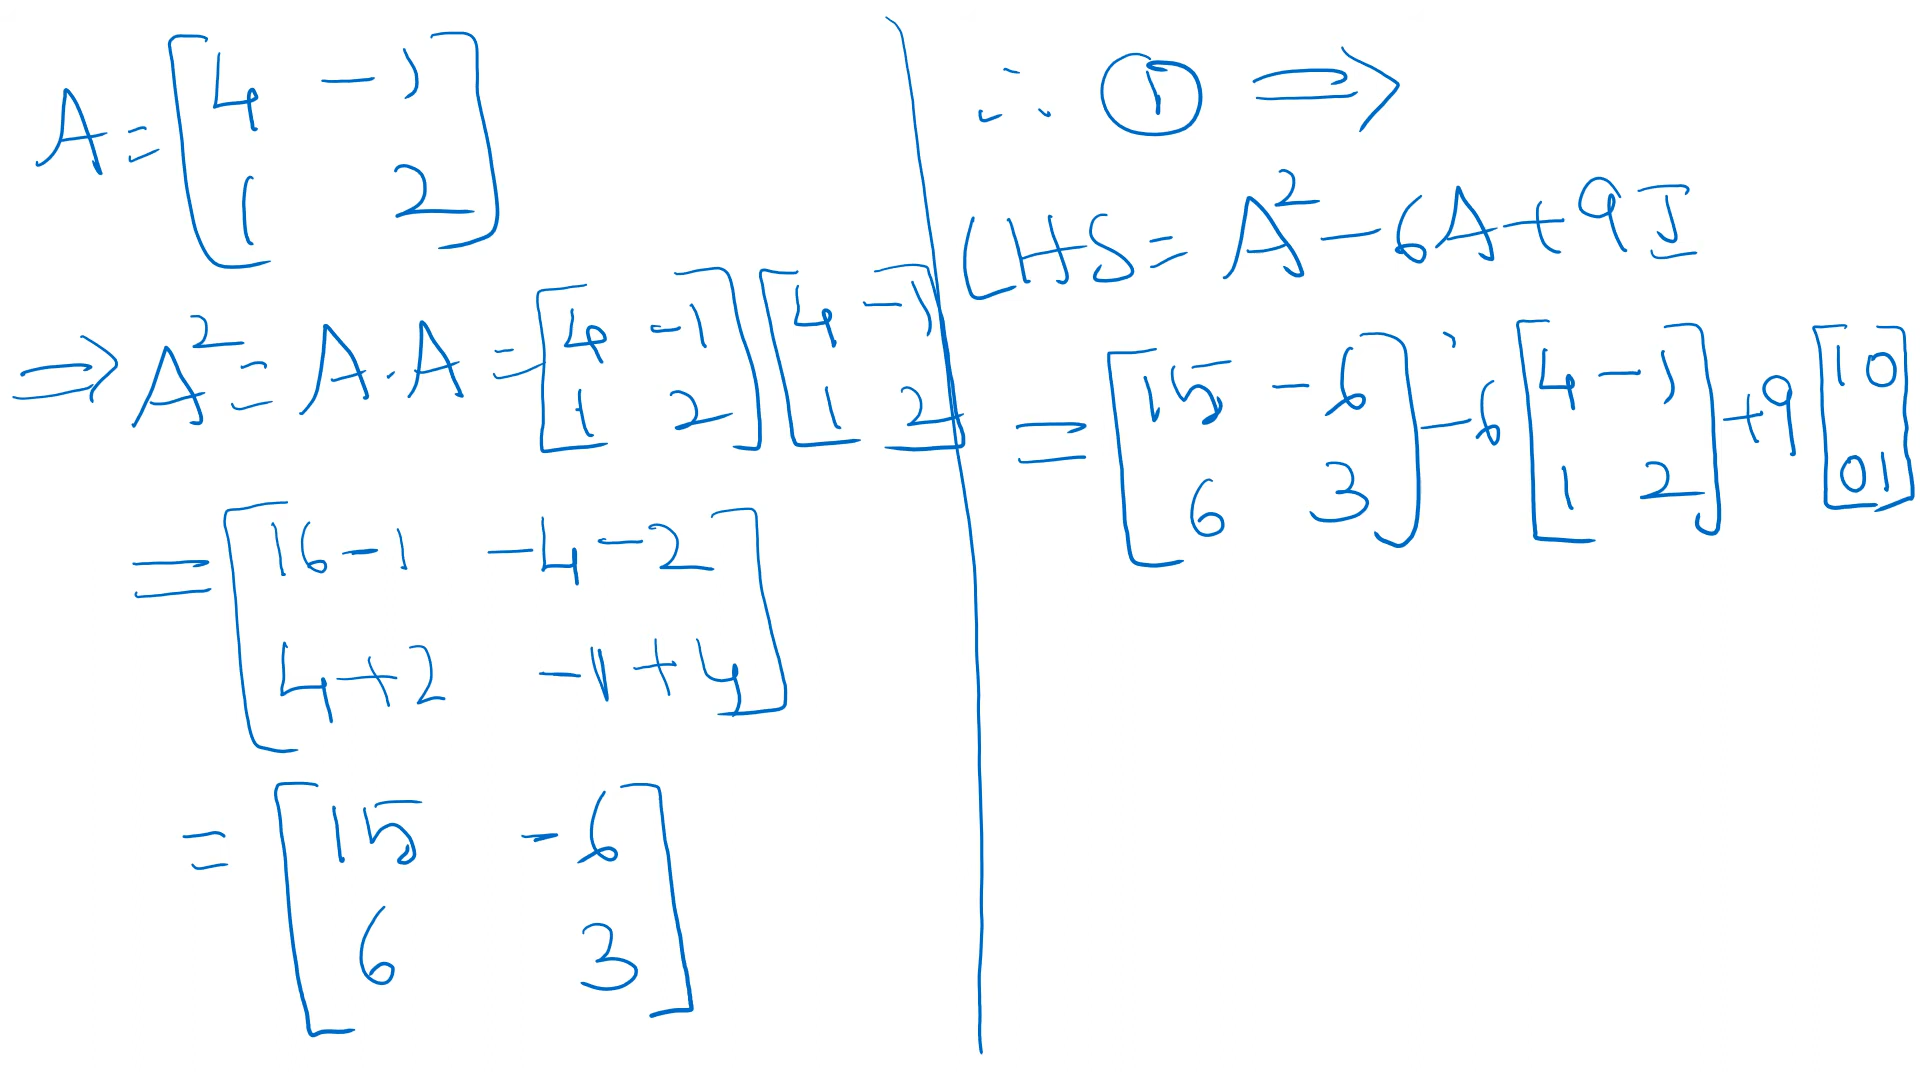 A = [4 -1
1 2]
⇒ A² = A·A = [4 -1 [4 -1
1 2] 1 2]
= [16-1 -4-2
4+2 -1+4]
= [15 -6
6 3]
∴ ① ⇒
LHS = A² - 6A + 9I
= [15 -6 - 6 [4 -1 + 9 [1 0
6 3] 1 2] 0 1]